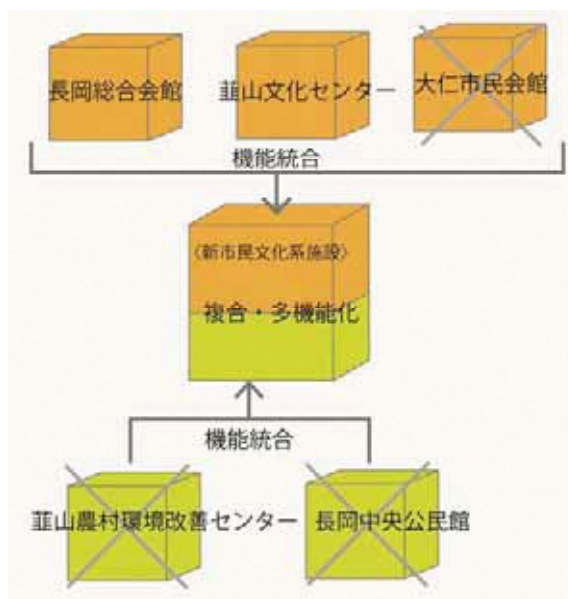 長岡総合会館
韮山文化センター
大仁市民会館
機能統合
〈新市民文化系施設〉
複合・多機能化
機能統合
韮山農村環境改善センター
長岡中央公民館